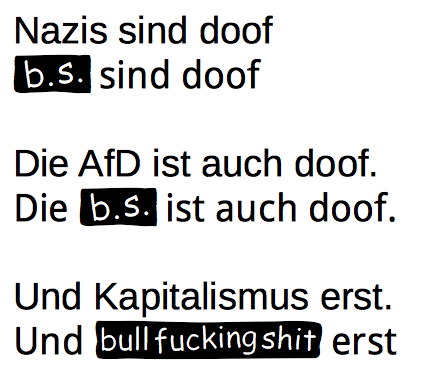 Nazis sind doof
b.s. sind doof
Die AfD ist auch doof.
Die b.s. ist auch doof.
Und Kapitalismus erst.
Und bullfuckingshit erst